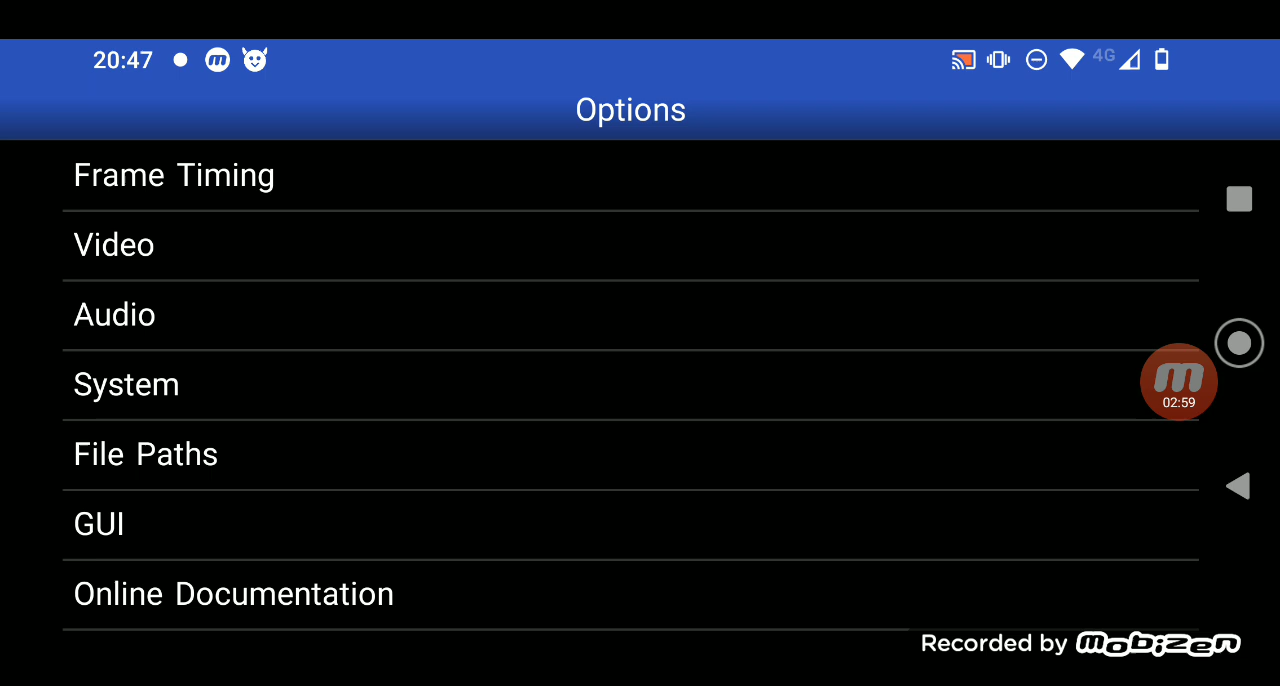 20:47
4G
Options
Frame Timing
Video
Audio
System
02:59
File Paths
GUI
Online Documentation
Recorded by mobizen